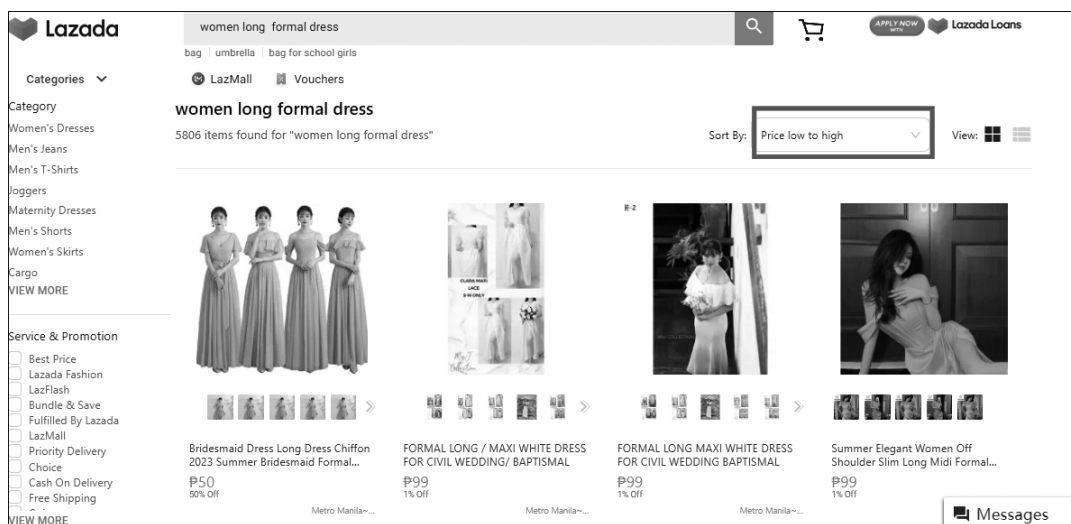 Lazada
women long formal dress
APPLY NOW
WITH
Lazada Loans
bag
umbrella
bag for school girls
Categories
LazMall
Vouchers
Category
Women's Dresses
Men's Jeans
Men's T-Shirts
Joggers
Maternity Dresses
Men's Shorts
Women's Skirts
Cargo
VIEW MORE
Service & Promotion
Best Price
Lazada Fashion
LazFlash
Bundle & Save
Fulfilled By Lazada
LazMall
Priority Delivery
Choice
Cash On Delivery
Free Shipping
VIEW MORE
women long formal dress
5806 items found for "women long formal dress"
Sort By:
Price low to high
View:
Bridesmaid Dress Long Dress Chiffon
2023 Summer Bridesmaid Formal...
₱50
50% Off
Metro Manila~...
CLARA MAXI
LACE
S-M ONLY
FORMAL LONG / MAXI WHITE DRESS
FOR CIVIL WEDDING/ BAPTISMAL
₱99
1% Off
Metro Manila~...
E-2
FORMAL LONG MAXI WHITE DRESS
FOR CIVIL WEDDING BAPTISMAL
₱99
1% Off
Metro Manila~...
Summer Elegant Women Off
Shoulder Slim Long Midi Formal...
₱99
1% Off
Messages